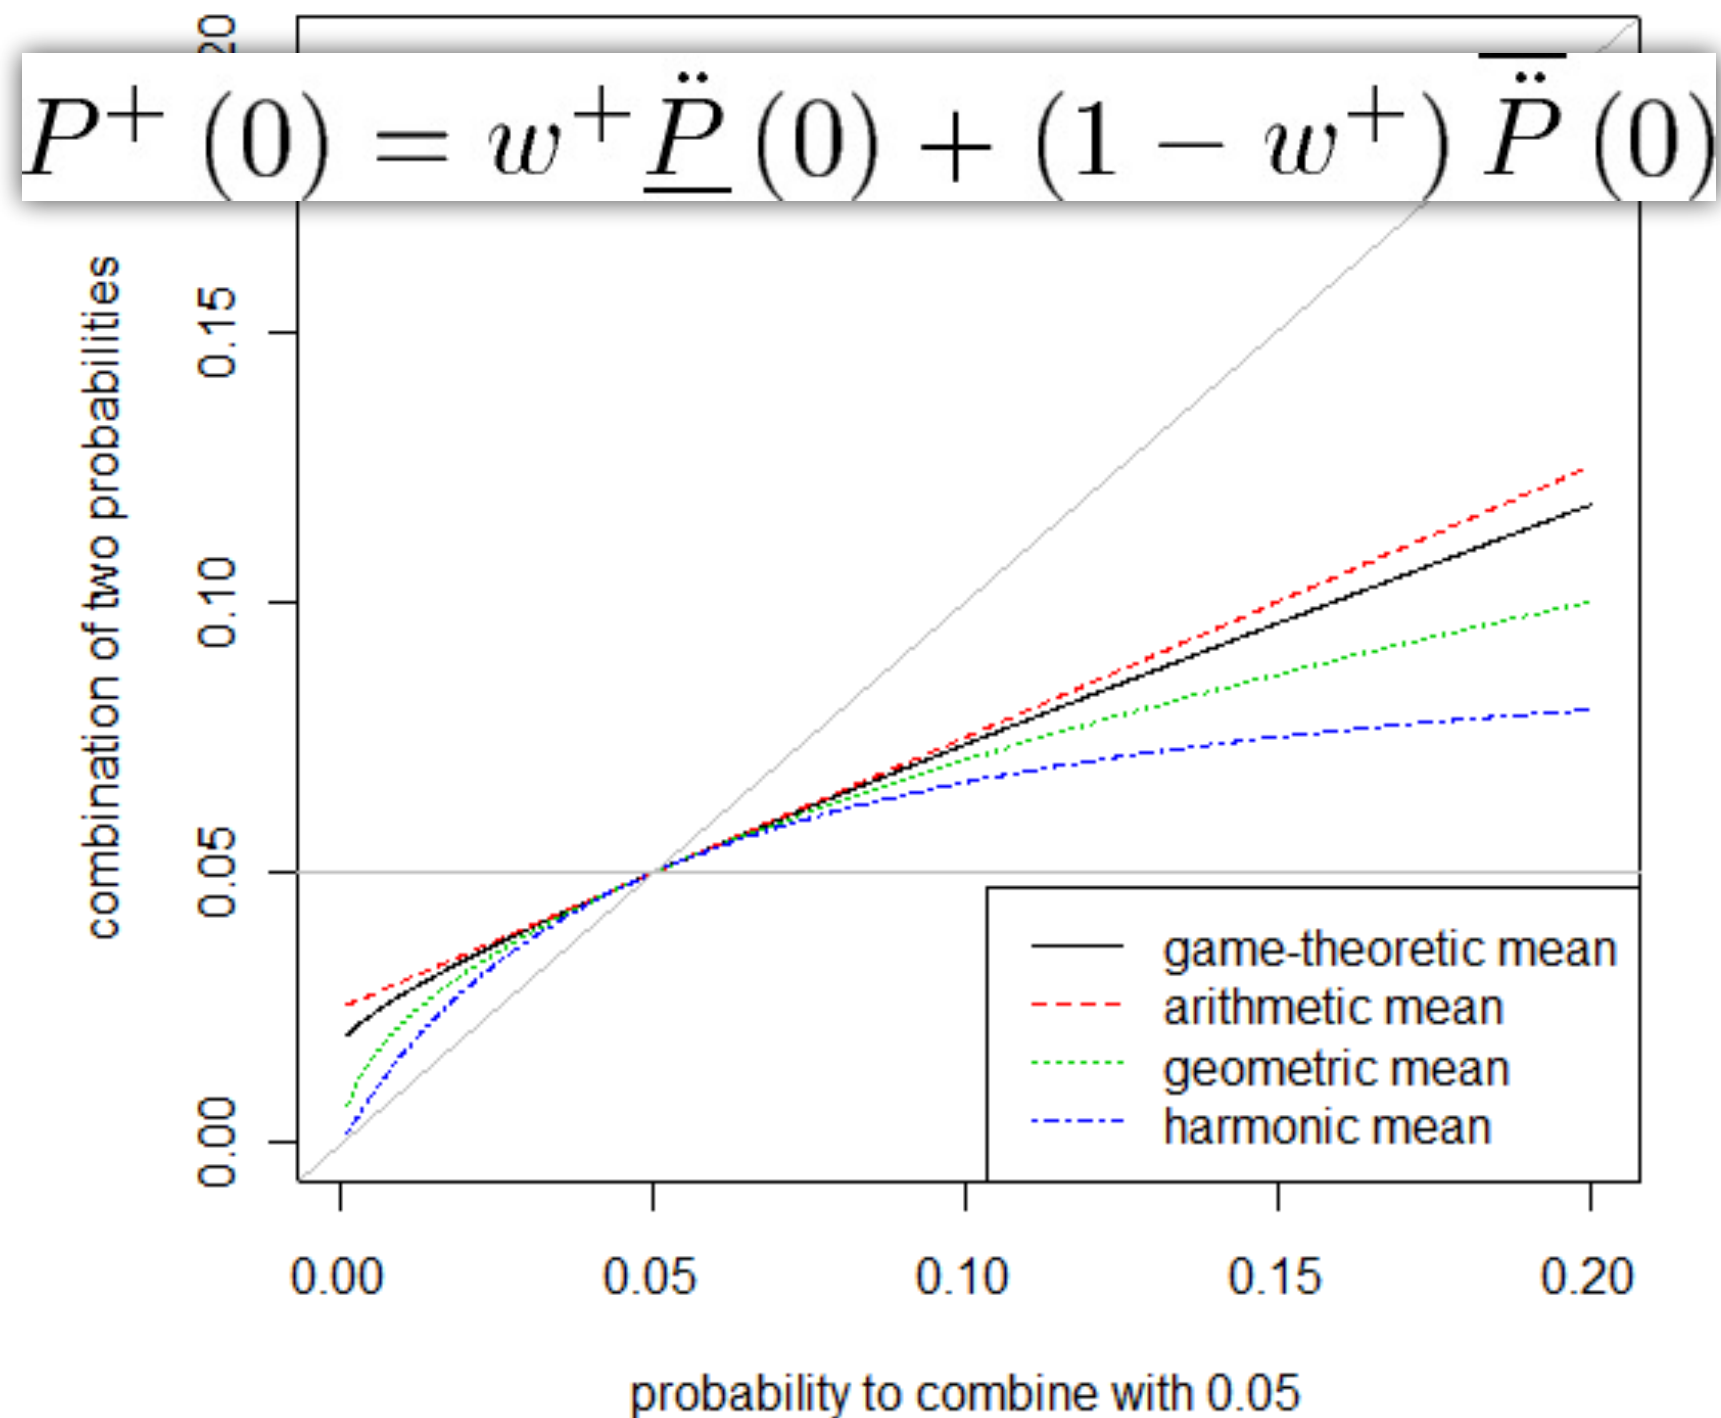 20
P̈⁺ (0) = w⁺ P̲̈ (0) + (1 − w⁺) P̅̈ (0)
combination of two probabilities
0.15
0.10
0.05
0.00
game-theoretic mean
arithmetic mean
geometric mean
harmonic mean
0.00 0.05 0.10 0.15 0.20
probability to combine with 0.05